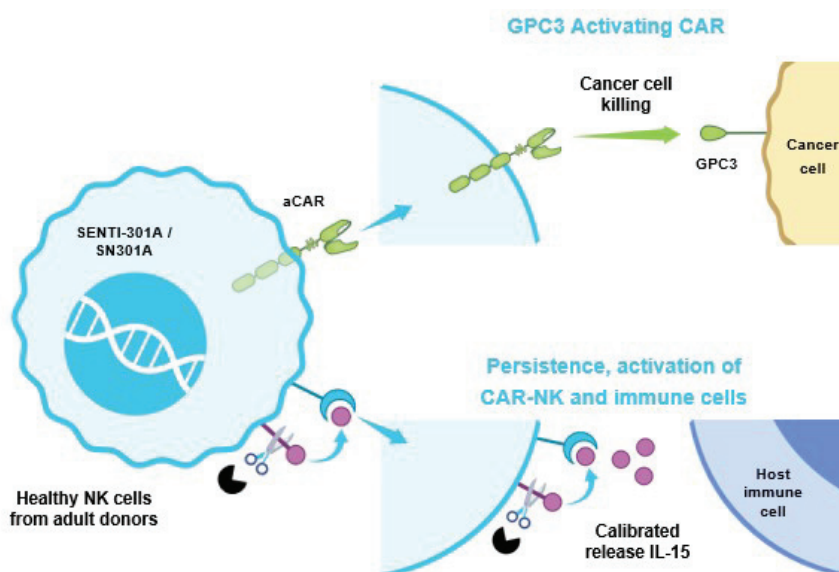 GPC3 Activating CAR
Cancer cell
killing
GPC3
Cancer
cell
aCAR
SENTI-301A /
SN301A
Persistence, activation of
CAR-NK and immune cells
Healthy NK cells
from adult donors
Calibrated
release IL-15
Host
immune
cell